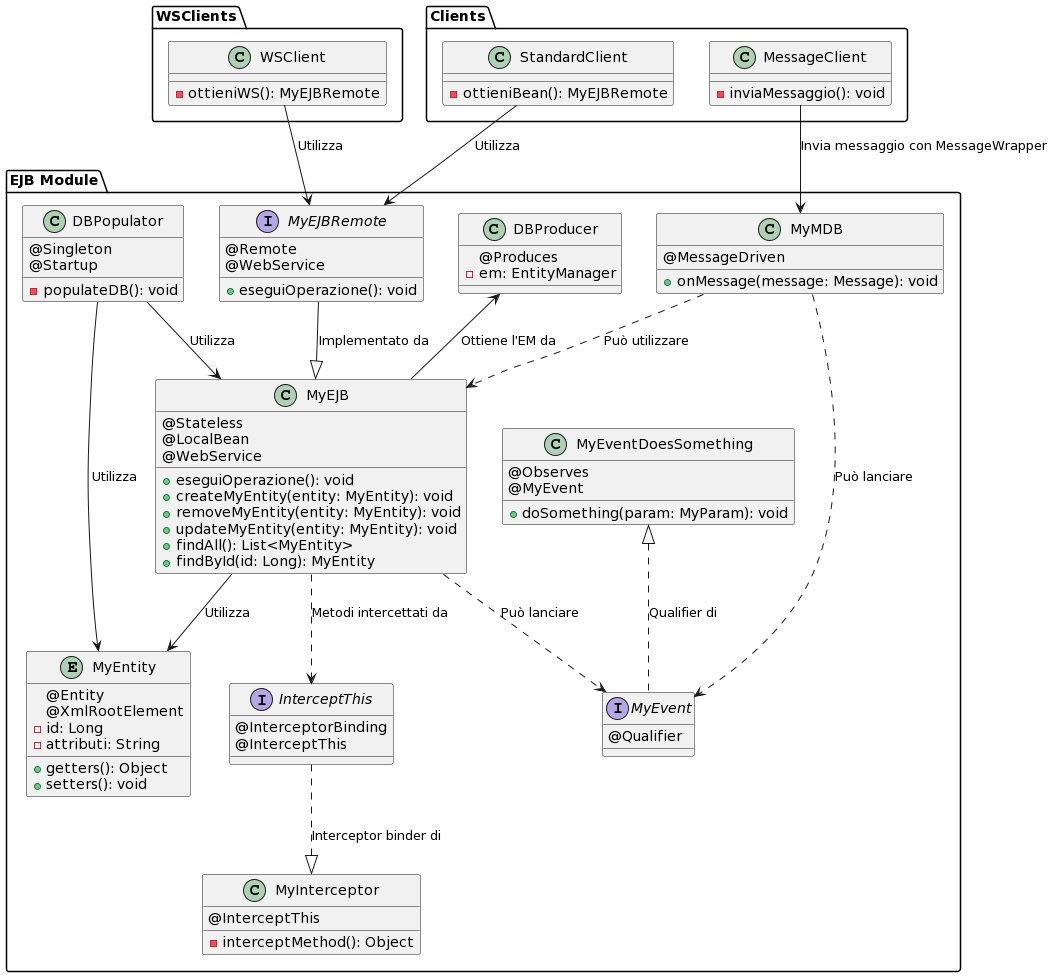 WSClients
Clients
C WSClient
ottieniWS(): MyEJBRemote
C StandardClient
ottieniBean(): MyEJBRemote
C MessageClient
inviaMessaggio(): void
Utilizza
Utilizza
Invia messaggio con MessageWrapper
EJB Module
C DBPopulator
@Singleton
@Startup
populateDB(): void
I MyEJBRemote
@Remote
@WebService
eseguiOperazione(): void
C DBProducer
@Produces
em: EntityManager
C MyMDB
@MessageDriven
onMessage(message: Message): void
Utilizza
Implementato da
Ottiene l'EM da
Può utilizzare
C MyEJB
@Stateless
@LocalBean
@WebService
eseguiOperazione(): void
createMyEntity(entity: MyEntity): void
removeMyEntity(entity: MyEntity): void
updateMyEntity(entity: MyEntity): void
findAll(): List<MyEntity>
findById(id: Long): MyEntity
C MyEventDoesSomething
@Observes
@MyEvent
doSomething(param: MyParam): void
Utilizza
Può lanciare
Utilizza
Metodi intercettati da
Può lanciare
Qualifier di
E MyEntity
@Entity
@XmlRootElement
id: Long
attributi: String
getters(): Object
setters(): void
I InterceptThis
@InterceptorBinding
@InterceptThis
I MyEvent
@Qualifier
Interceptor binder di
C MyInterceptor
@InterceptThis
interceptMethod(): Object